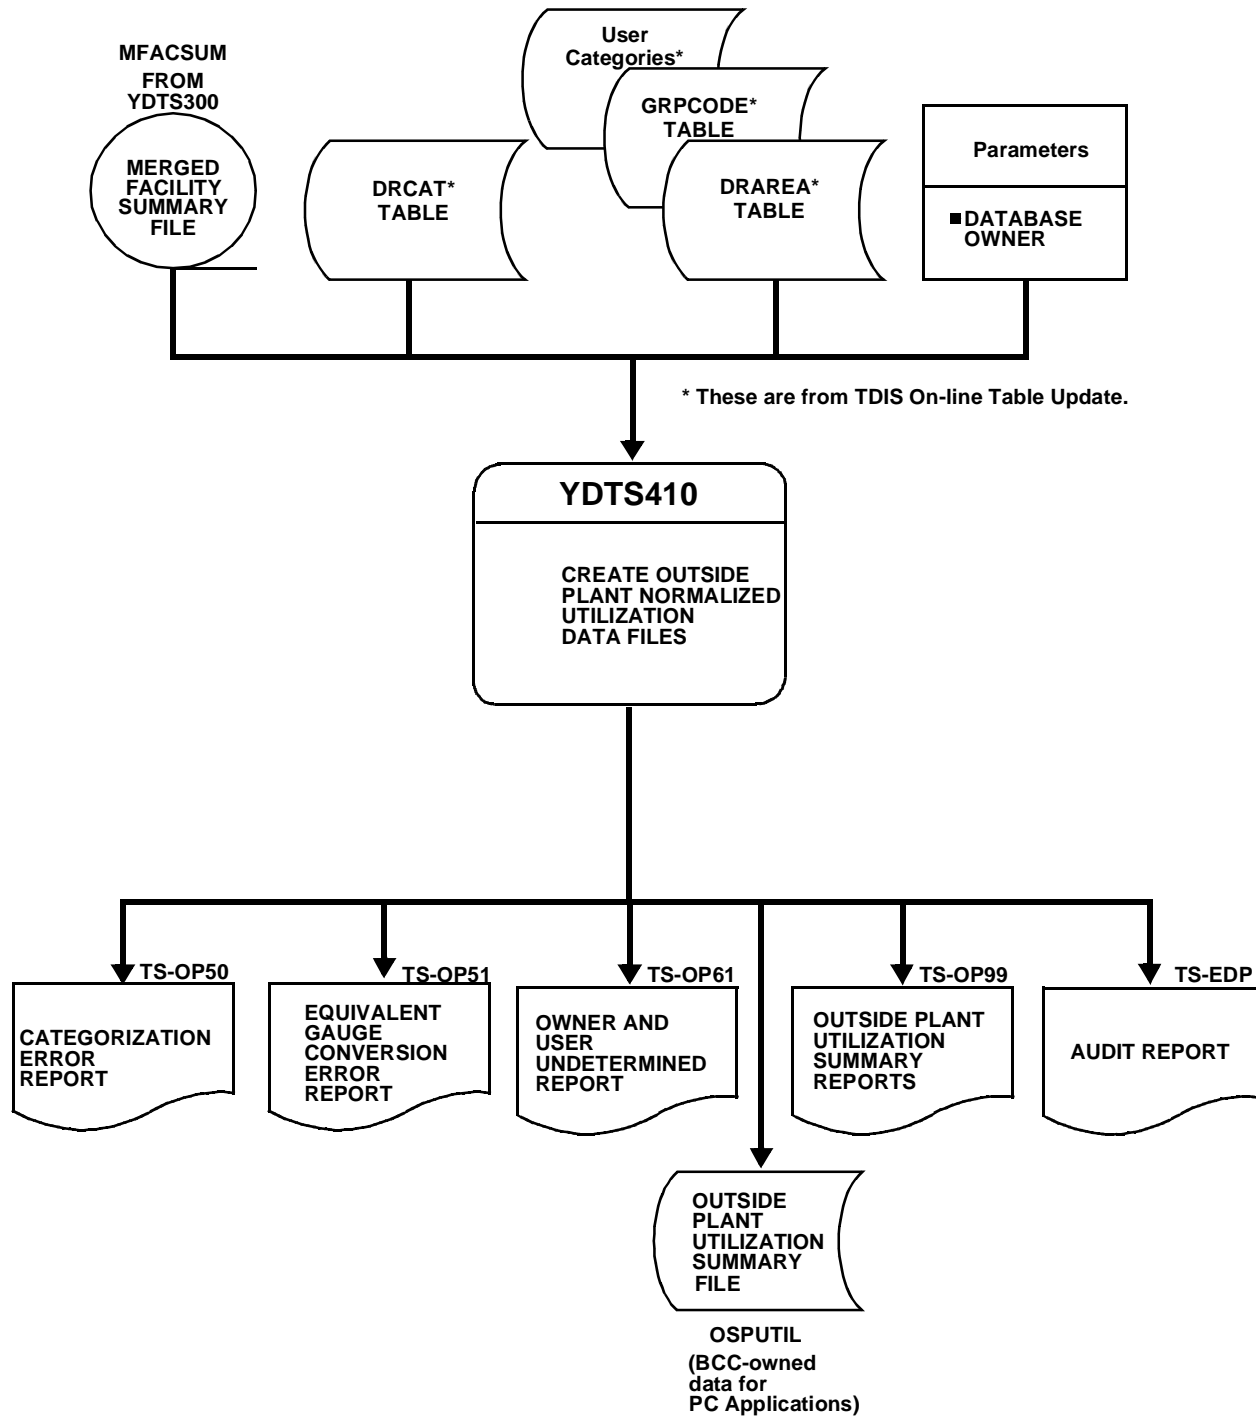 MFACSUM
FROM
YDTS300
MERGED
FACILITY
SUMMARY
FILE
DRCAT*
TABLE
User
Categories*
GRPCODE*
TABLE
DRAREA*
TABLE
Parameters
■DATABASE
OWNER
* These are from TDIS On-line Table Update.
YDTS410
CREATE OUTSIDE
PLANT NORMALIZED
UTILIZATION
DATA FILES
TS-OP50
CATEGORIZATION
ERROR
REPORT
TS-OP51
EQUIVALENT
GAUGE
CONVERSION
ERROR
REPORT
TS-OP61
OWNER AND
USER
UNDETERMINED
REPORT
TS-OP99
OUTSIDE PLANT
UTILIZATION
SUMMARY
REPORTS
TS-EDP
AUDIT REPORT
OUTSIDE
PLANT
UTILIZATION
SUMMARY
FILE
OSPUTIL
(BCC-owned
data for
PC Applications)